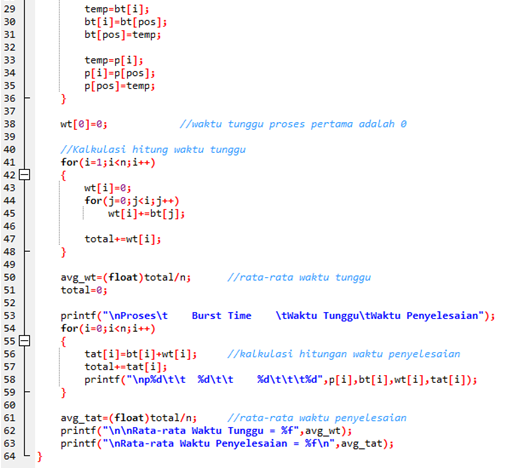 29 temp=bt[i];
30 bt[i]=bt[pos];
31 bt[pos]=temp;
32
33 temp=p[i];
34 p[i]=p[pos];
35 p[pos]=temp;
36 }
37
38 wt[0]=0; //waktu tunggu proses pertama adalah 0
39
40 //Kalkulasi hitung waktu tunggu
41 for(i=1;i<n;i++)
42 {
43 wt[i]=0;
44 for(j=0;j<i;j++)
45 wt[i]+=bt[j];
46
47 total+=wt[i];
48 }
49
50 avg_wt=(float)total/n; //rata-rata waktu tunggu
51 total=0;
52
53 printf("\nProses\t Burst Time \tWaktu Tunggu\tWaktu Penyelesaian");
54 for(i=0;i<n;i++)
55 {
56 tat[i]=bt[i]+wt[i]; //kalkulasi hitungan waktu penyelesaian
57 total+=tat[i];
58 printf("\np%d\t\t %d\t\t %d\t\t\t%d",p[i],bt[i],wt[i],tat[i]);
59 }
60
61 avg_tat=(float)total/n; //rata-rata waktu penyelesaian
62 printf("\n\nRata-rata Waktu Tunggu = %f",avg_wt);
63 printf("\nRata-rata Waktu Penyelesaian = %f\n",avg_tat);
64 }